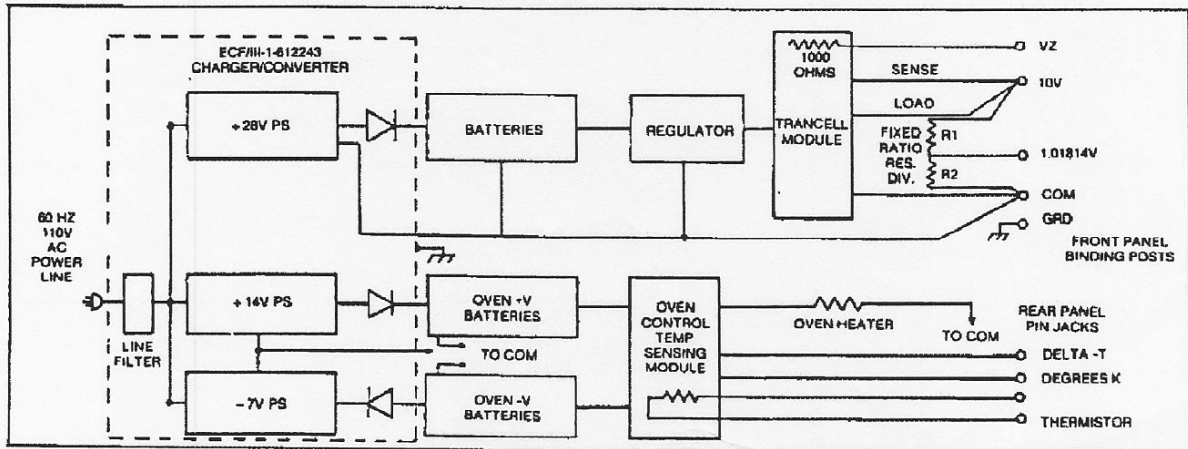 ECF/III-1-612243
CHARGER/CONVERTER
+28V PS
BATTERIES
REGULATOR
1000
OHMS
TRANCELL
MODULE
SENSE
LOAD
FIXED
RATIO
RES.
DIV.
R1
R2
VZ
10V
1.01814V
COM
GRD
FRONT PANEL
BINDING POSTS
60 HZ
110V
AC
POWER
LINE
LINE
FILTER
+14V PS
OVEN +V
BATTERIES
TO COM
-7V PS
OVEN -V
BATTERIES
OVEN
CONTROL
TEMP
SENSING
MODULE
OVEN HEATER
TO COM
REAR PANEL
PIN JACKS
DELTA -T
DEGREES K
THERMISTOR